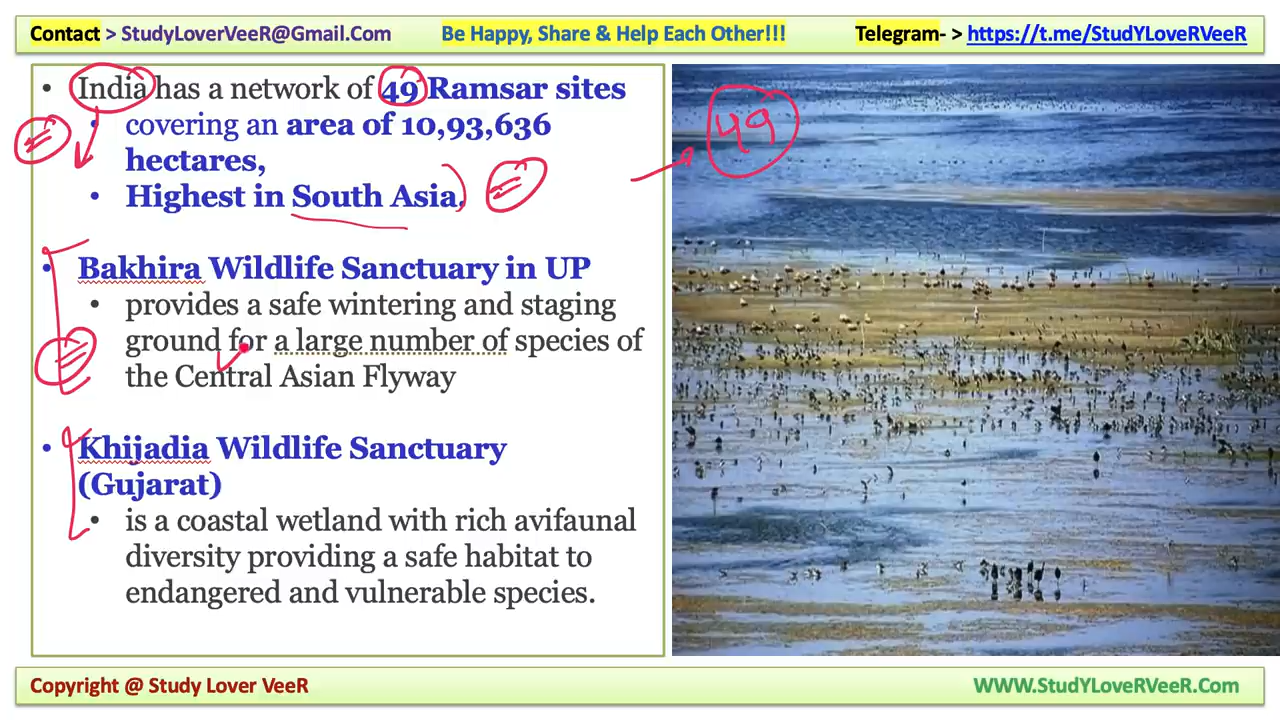 Contact > StudyLoverVeeR@Gmail.Com
Be Happy, Share & Help Each Other!!!
Telegram- > https://t.me/StudYLoVeRVeeR
• India has a network of 49 Ramsar sites
• covering an area of 10,93,636
hectares,
• Highest in South Asia,
49
• Bakhira Wildlife Sanctuary in UP
• provides a safe wintering and staging
ground for a large number of species of
the Central Asian Flyway
• Khijadia Wildlife Sanctuary
(Gujarat)
• is a coastal wetland with rich avifaunal
diversity providing a safe habitat to
endangered and vulnerable species.
Copyright @ Study Lover VeeR
WWW.StudYLoVeRVeeR.Com